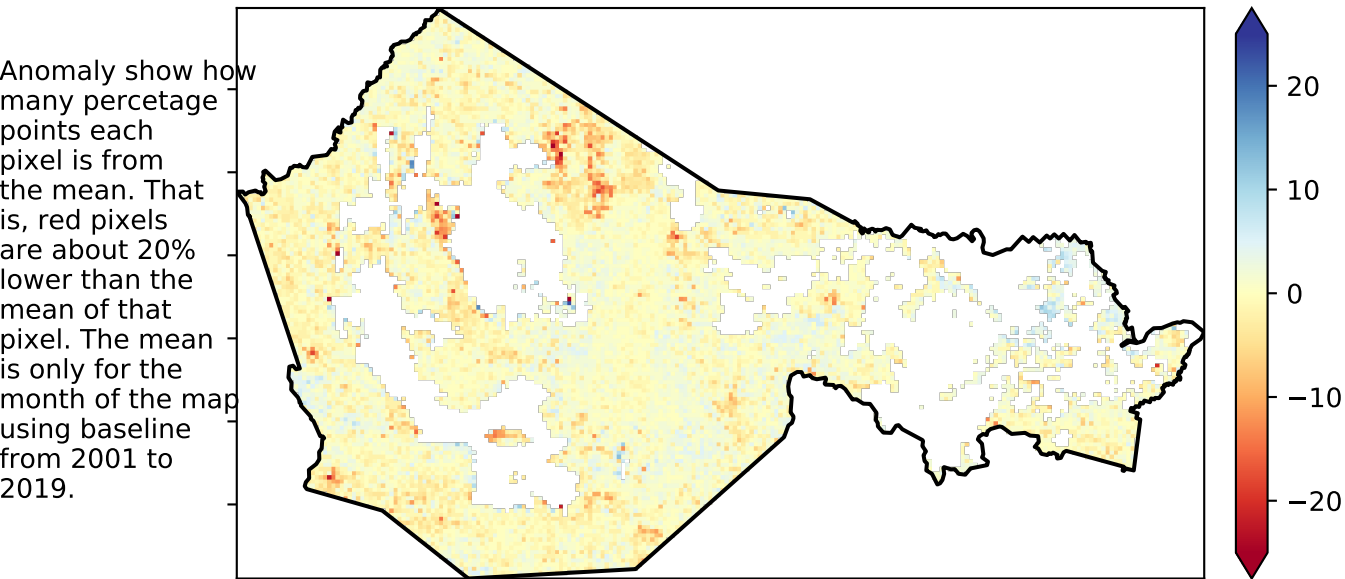 Anomaly show how
many percetage
points each
pixel is from
the mean. That
is, red pixels
are about 20%
lower than the
mean of that
pixel. The mean
is only for the
month of the map
using baseline
from 2001 to
2019.
20
10
0
−10
−20